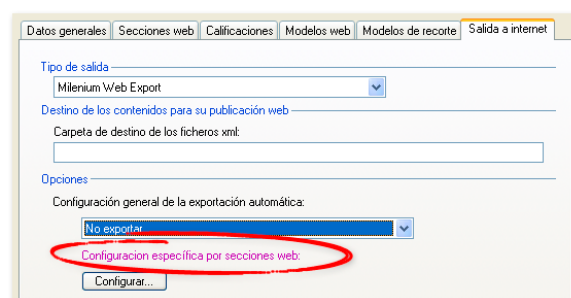 Datos generales Secciones web Calificaciones Modelos web Modelos de recorte Salida a internet
Tipo de salida
Milenium Web Export
Destino de los contenidos para su publicación web
Carpeta de destino de los ficheros xml:
Opciones
Configuración general de la exportación automática:
No exportar
Configuracion específica por secciones web:
Configurar...